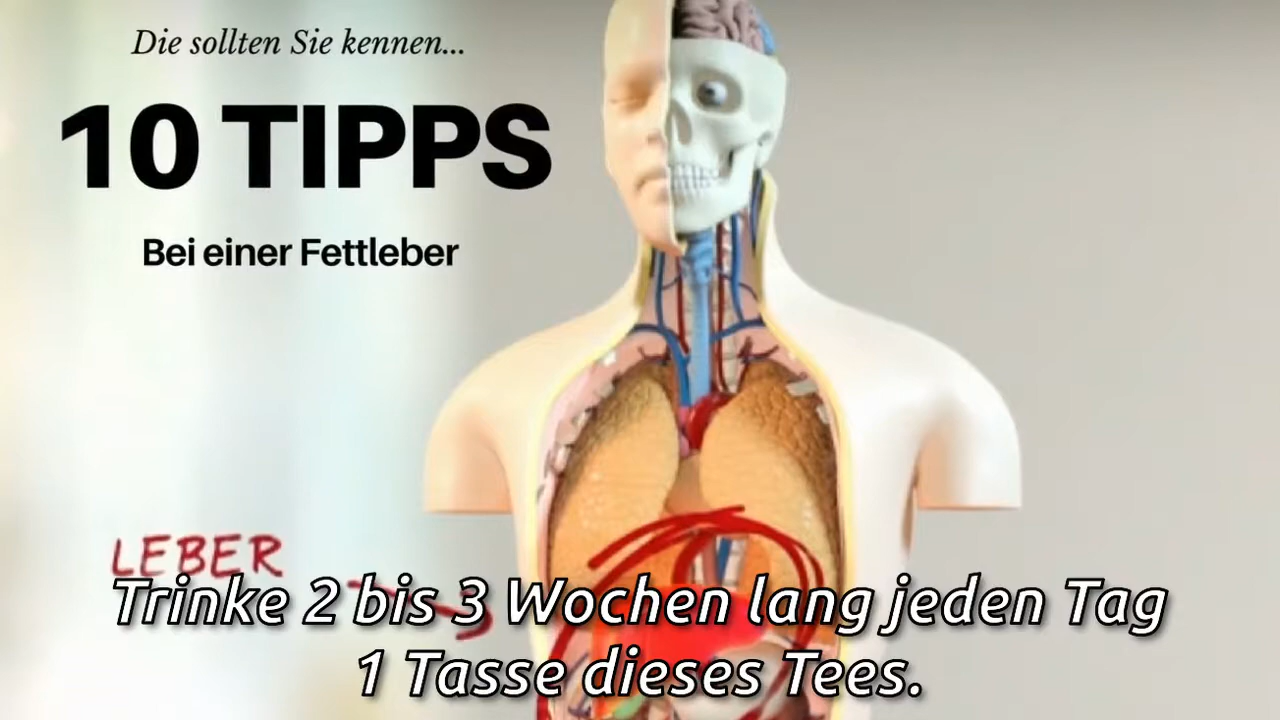 Die sollten Sie kennen...
10 TIPPS
Bei einer Fettleber
LEBER
Trinke 2 bis 3 Wochen lang jeden Tag
1 Tasse dieses Tees.